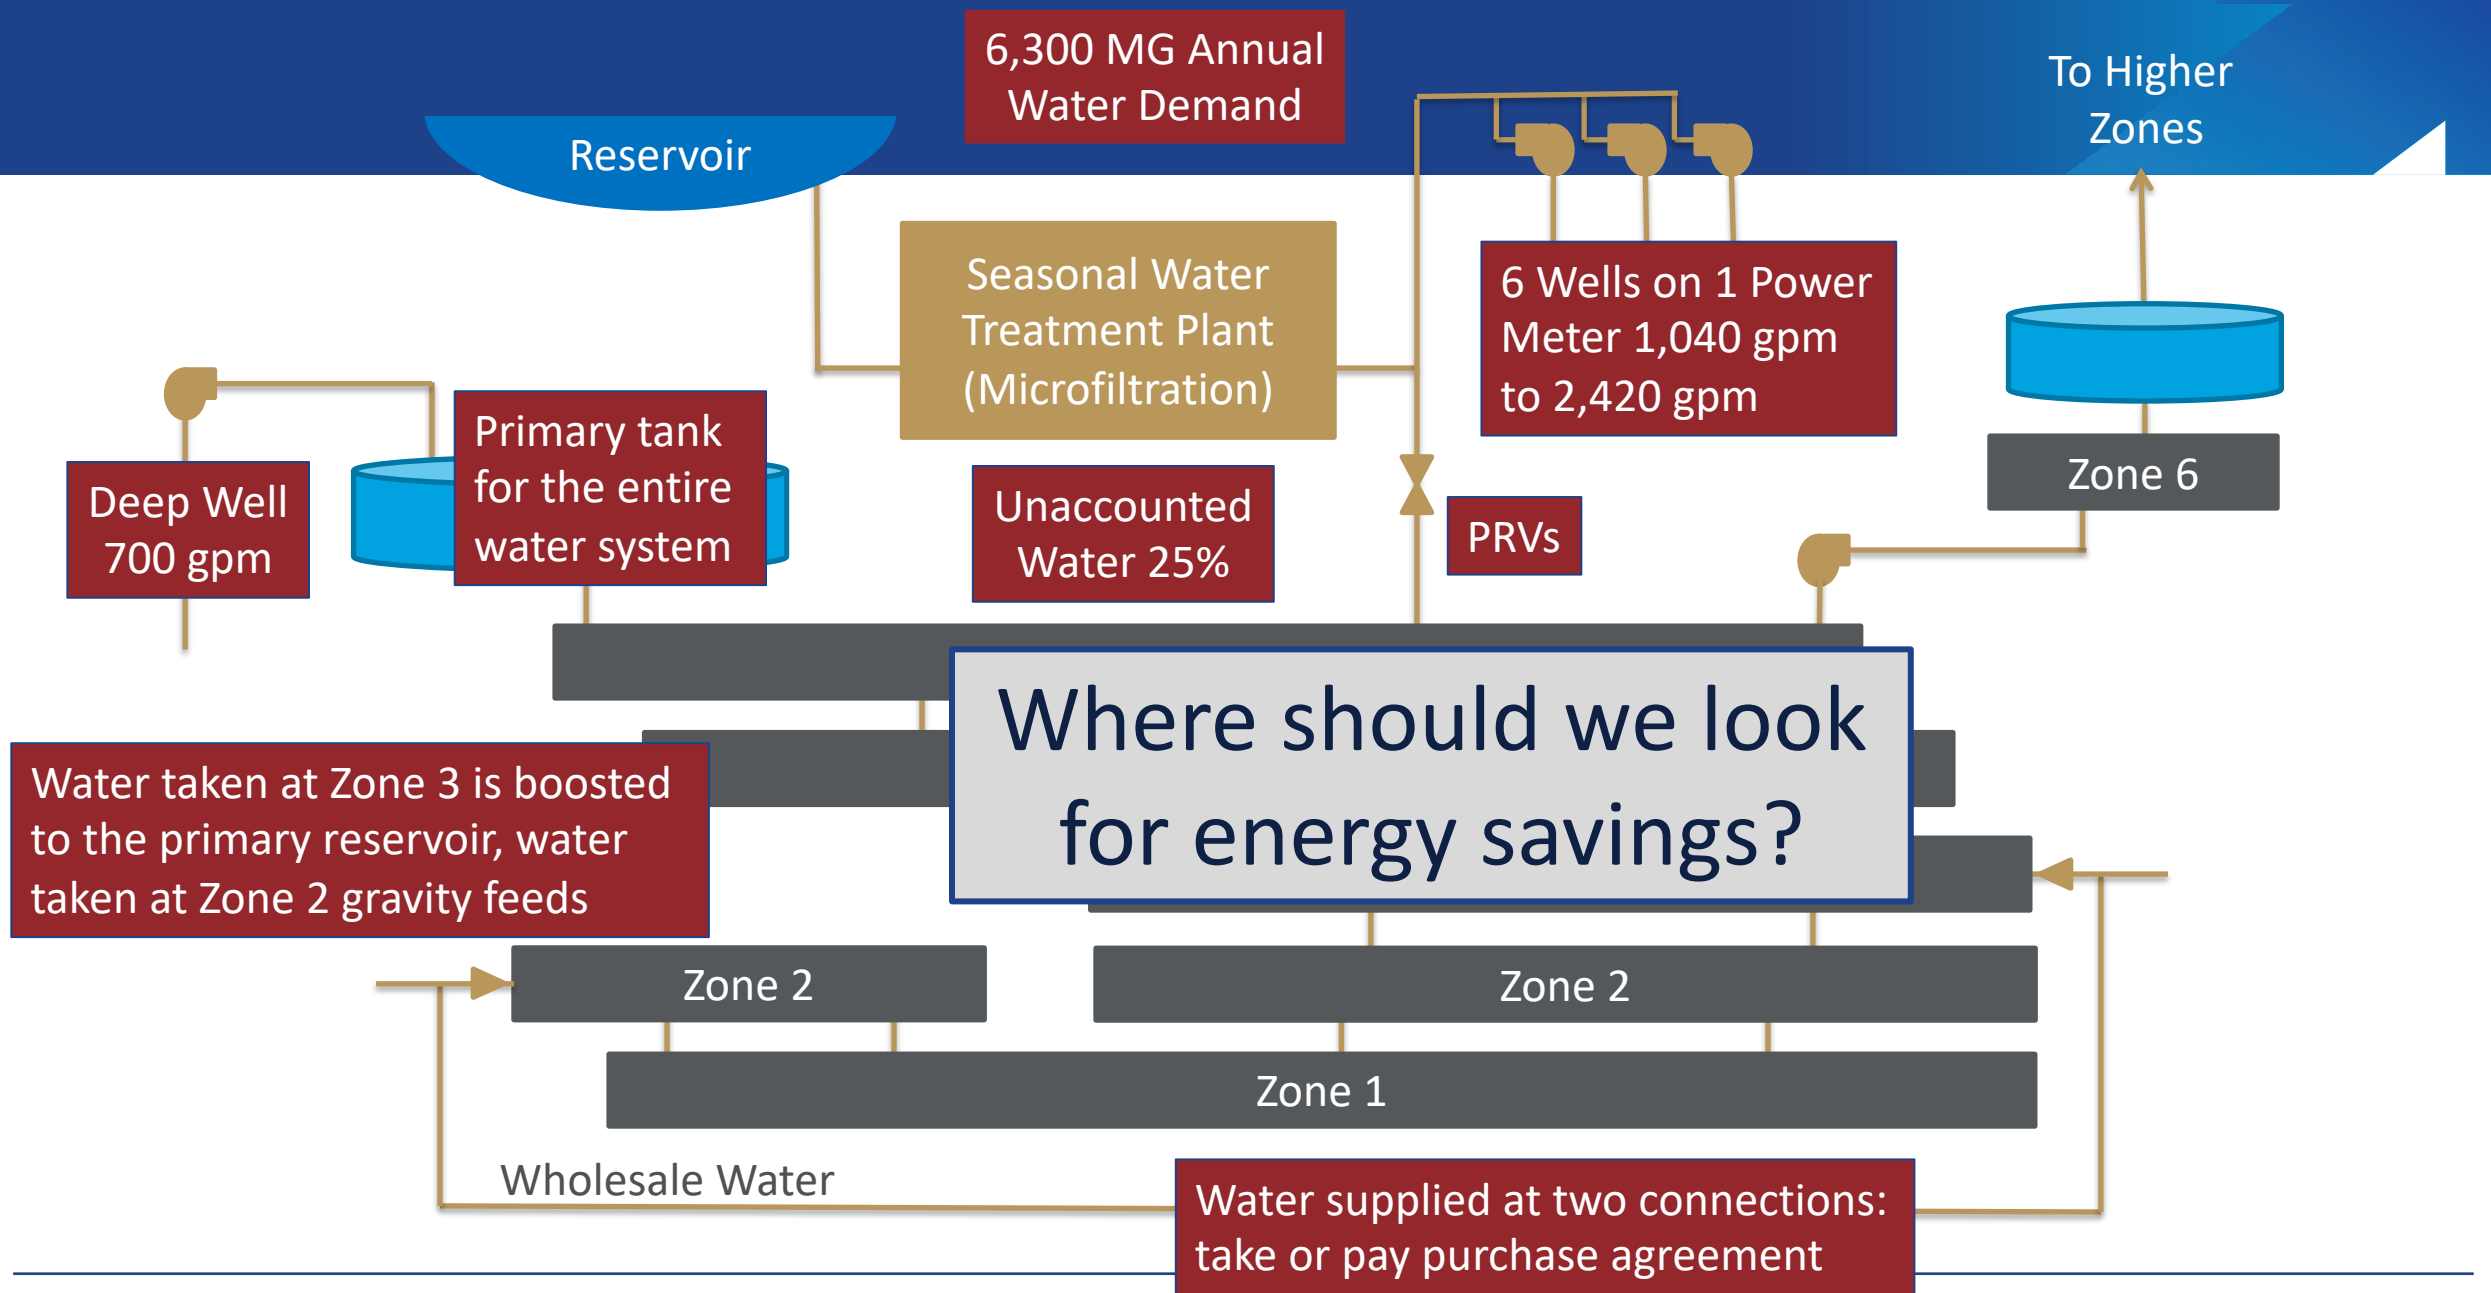 6,300 MG Annual
Water Demand
To Higher
Zones
Reservoir
Seasonal Water
Treatment Plant
(Microfiltration)
6 Wells on 1 Power
Meter 1,040 gpm
to 2,420 gpm
Primary tank
for the entire
water system
Deep Well
700 gpm
Unaccounted
Water 25%
PRVs
Zone 6
Where should we look
for energy savings?
Water taken at Zone 3 is boosted
to the primary reservoir, water
taken at Zone 2 gravity feeds
Zone 2
Zone 2
Zone 1
Wholesale Water
Water supplied at two connections:
take or pay purchase agreement